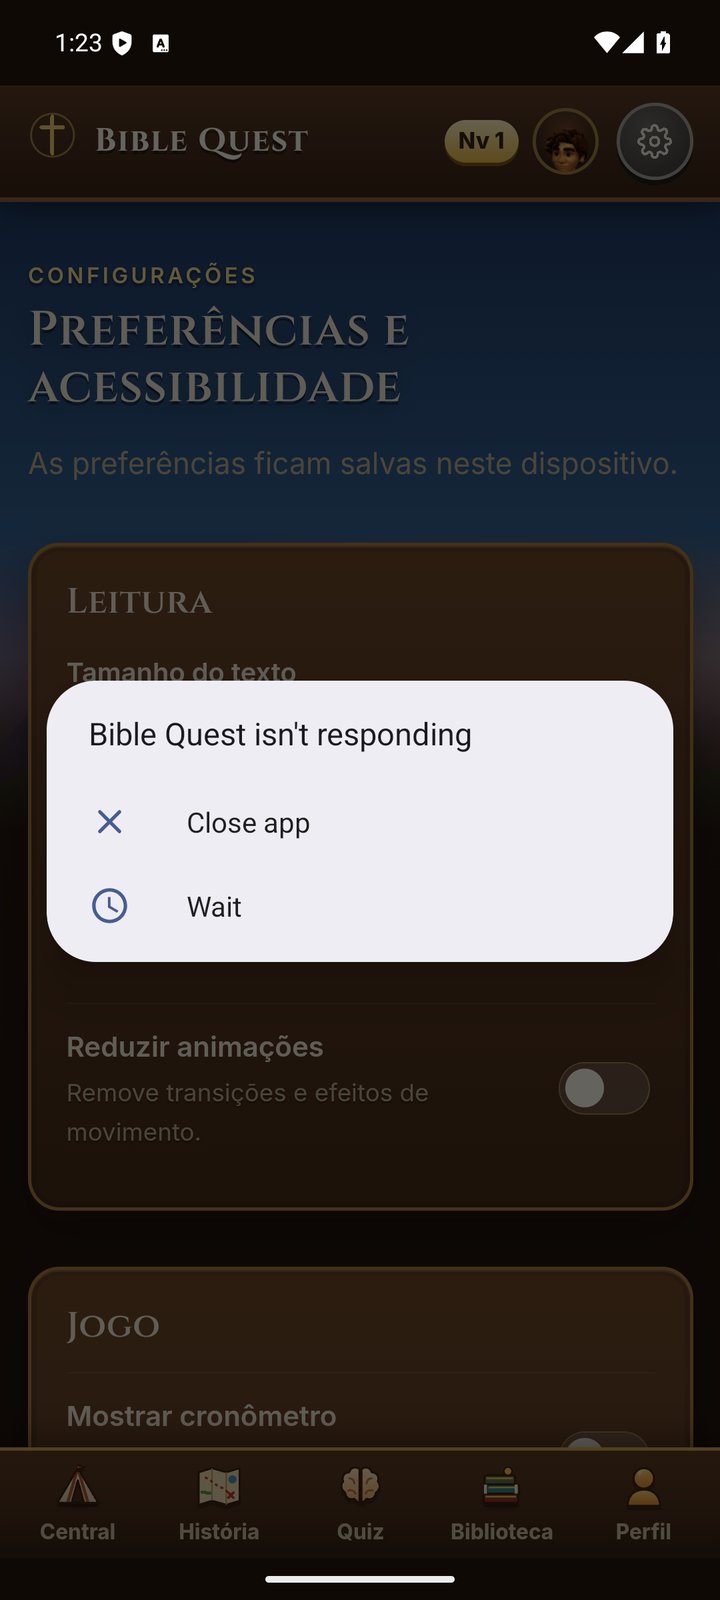 1:23
Bible Quest
Nv 1
CONFIGURAÇÕES
Preferências e
acessibilidade
As preferências ficam salvas neste dispositivo.
Leitura
Tamanho do texto
Bible Quest isn't responding
Close app
Wait
Reduzir animações
Remove transições e efeitos de
movimento.
Jogo
Mostrar cronômetro
Central
História
Quiz
Biblioteca
Perfil